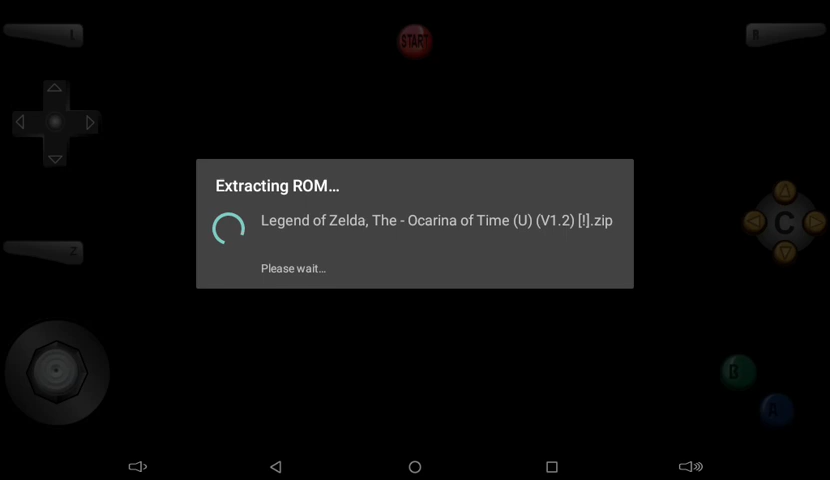 L
START
R
Extracting ROM...
Legend of Zelda, The - Ocarina of Time (U) (V1.2) [!].zip
Please wait...
Z
C
B
A